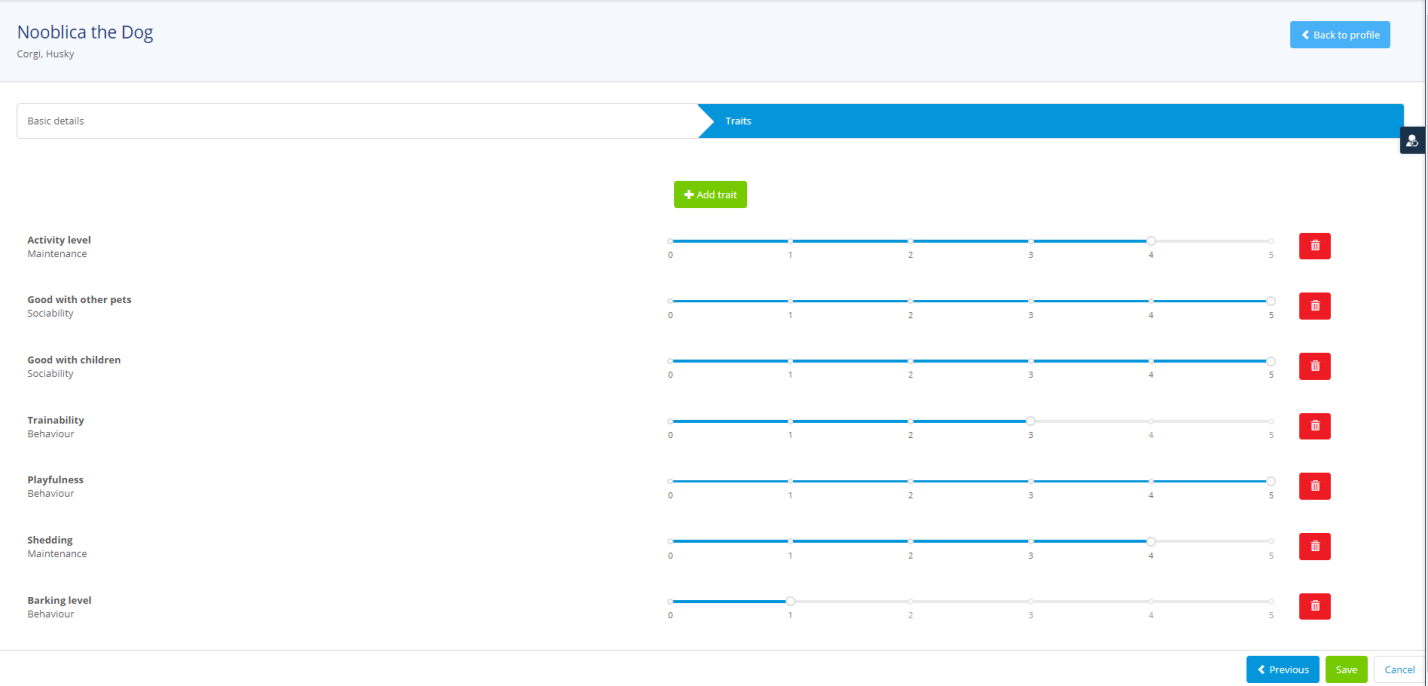 Nooblica the Dog
Corgi, Husky
Back to profile
Basic details
Traits
Add trait
Activity level
Maintenance
0 1 2 3 4 5
Good with other pets
Sociability
0 1 2 3 4 5
Good with children
Sociability
0 1 2 3 4 5
Trainability
Behaviour
0 1 2 3 4 5
Playfulness
Behaviour
0 1 2 3 4 5
Shedding
Maintenance
0 1 2 3 4 5
Barking level
Behaviour
0 1 2 3 4 5
Previous
Save
Cancel